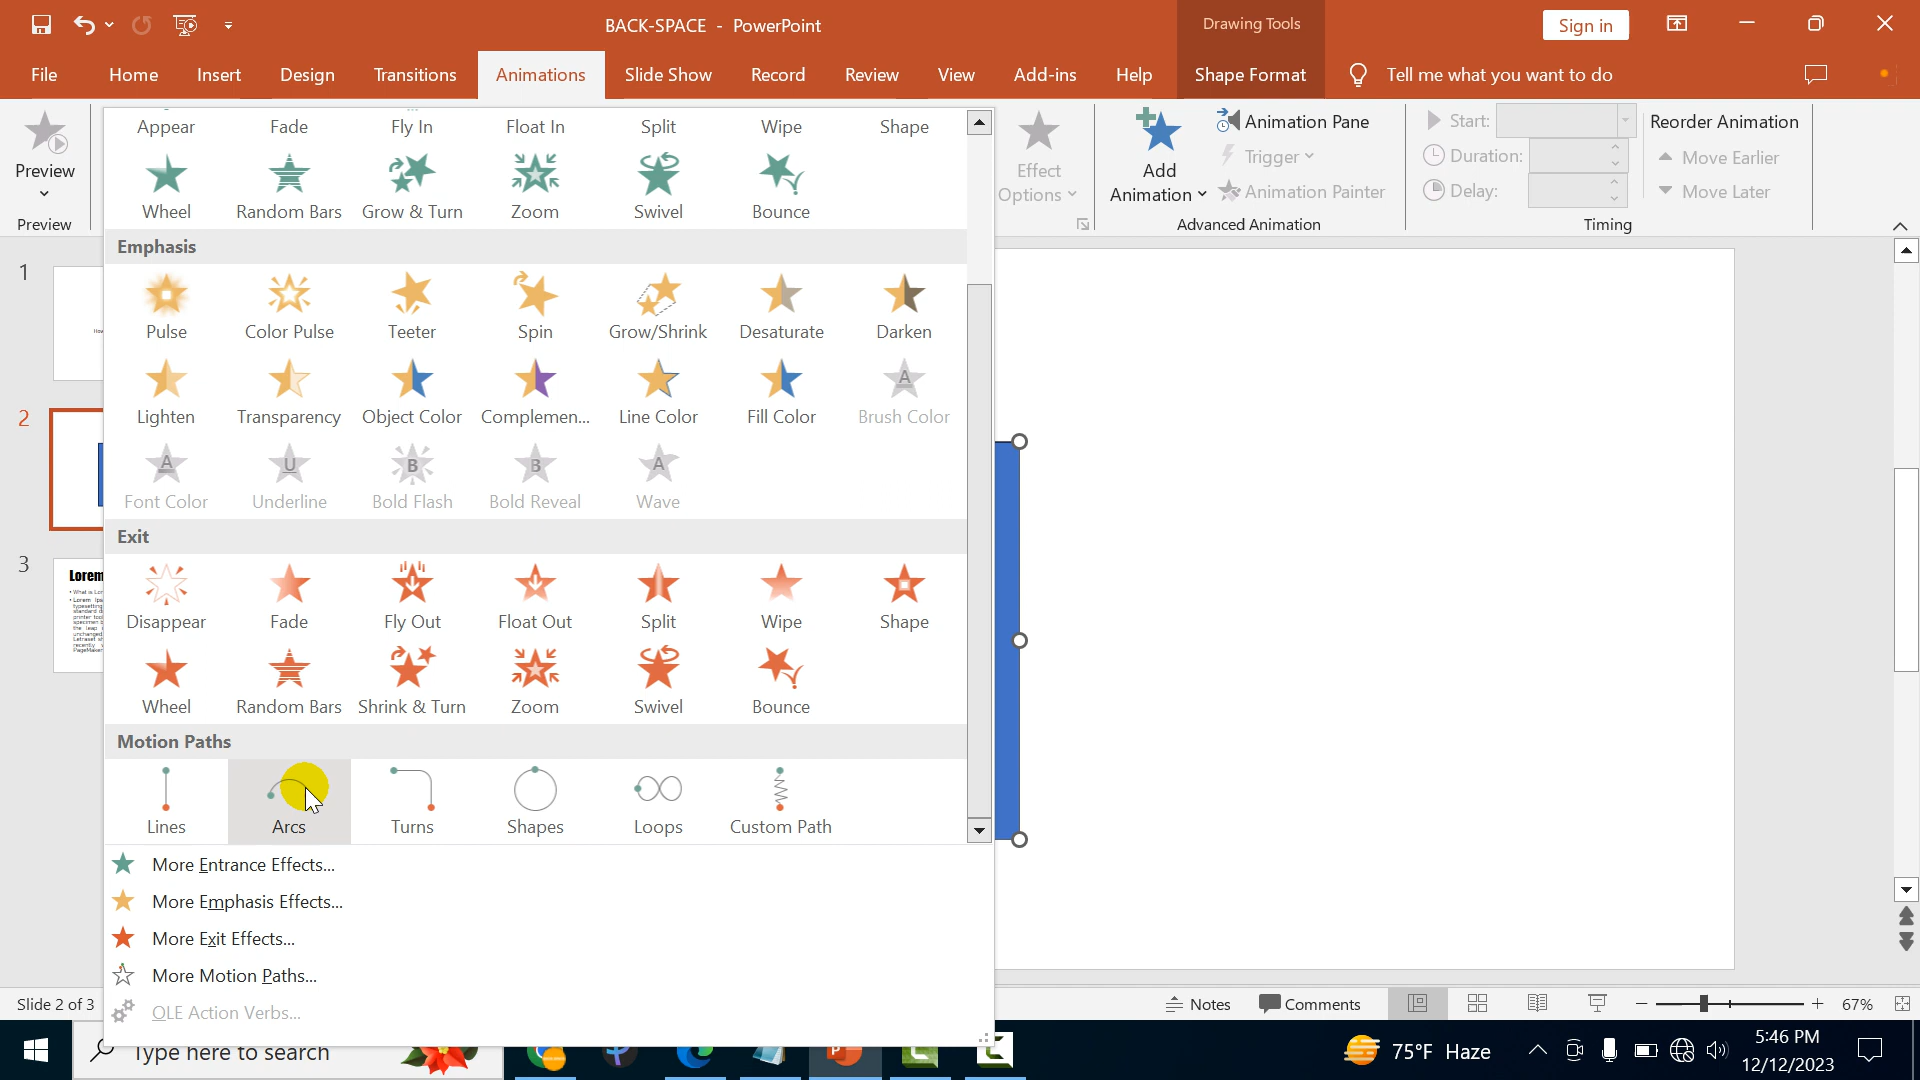 BACK-SPACE - PowerPoint
Drawing Tools
Sign in
File Home Insert Design Transitions Animations Slide Show Record Review View Add-ins Help Shape Format Tell me what you want to do
Preview
Preview
Appear Fade Fly In Float In Split Wipe Shape
Wheel Random Bars Grow & Turn Zoom Swivel Bounce
Emphasis
Pulse Color Pulse Teeter Spin Grow/Shrink Desaturate Darken
Lighten Transparency Object Color Complemen... Line Color Fill Color Brush Color
Font Color Underline Bold Flash Bold Reveal Wave
Exit
Disappear Fade Fly Out Float Out Split Wipe Shape
Wheel Random Bars Shrink & Turn Zoom Swivel Bounce
Motion Paths
Lines Arcs Turns Shapes Loops Custom Path
More Entrance Effects...
More Emphasis Effects...
More Exit Effects...
More Motion Paths...
OLE Action Verbs...
Effect
Options
Add
Animation
Animation Pane
Trigger
Animation Painter
Advanced Animation
Start:
Duration:
Delay:
Timing
Reorder Animation
Move Earlier
Move Later
1
2
3
Lorem
Slide 2 of 3
Notes
Comments
67%
Type here to search
75°F Haze
5:46 PM
12/12/2023